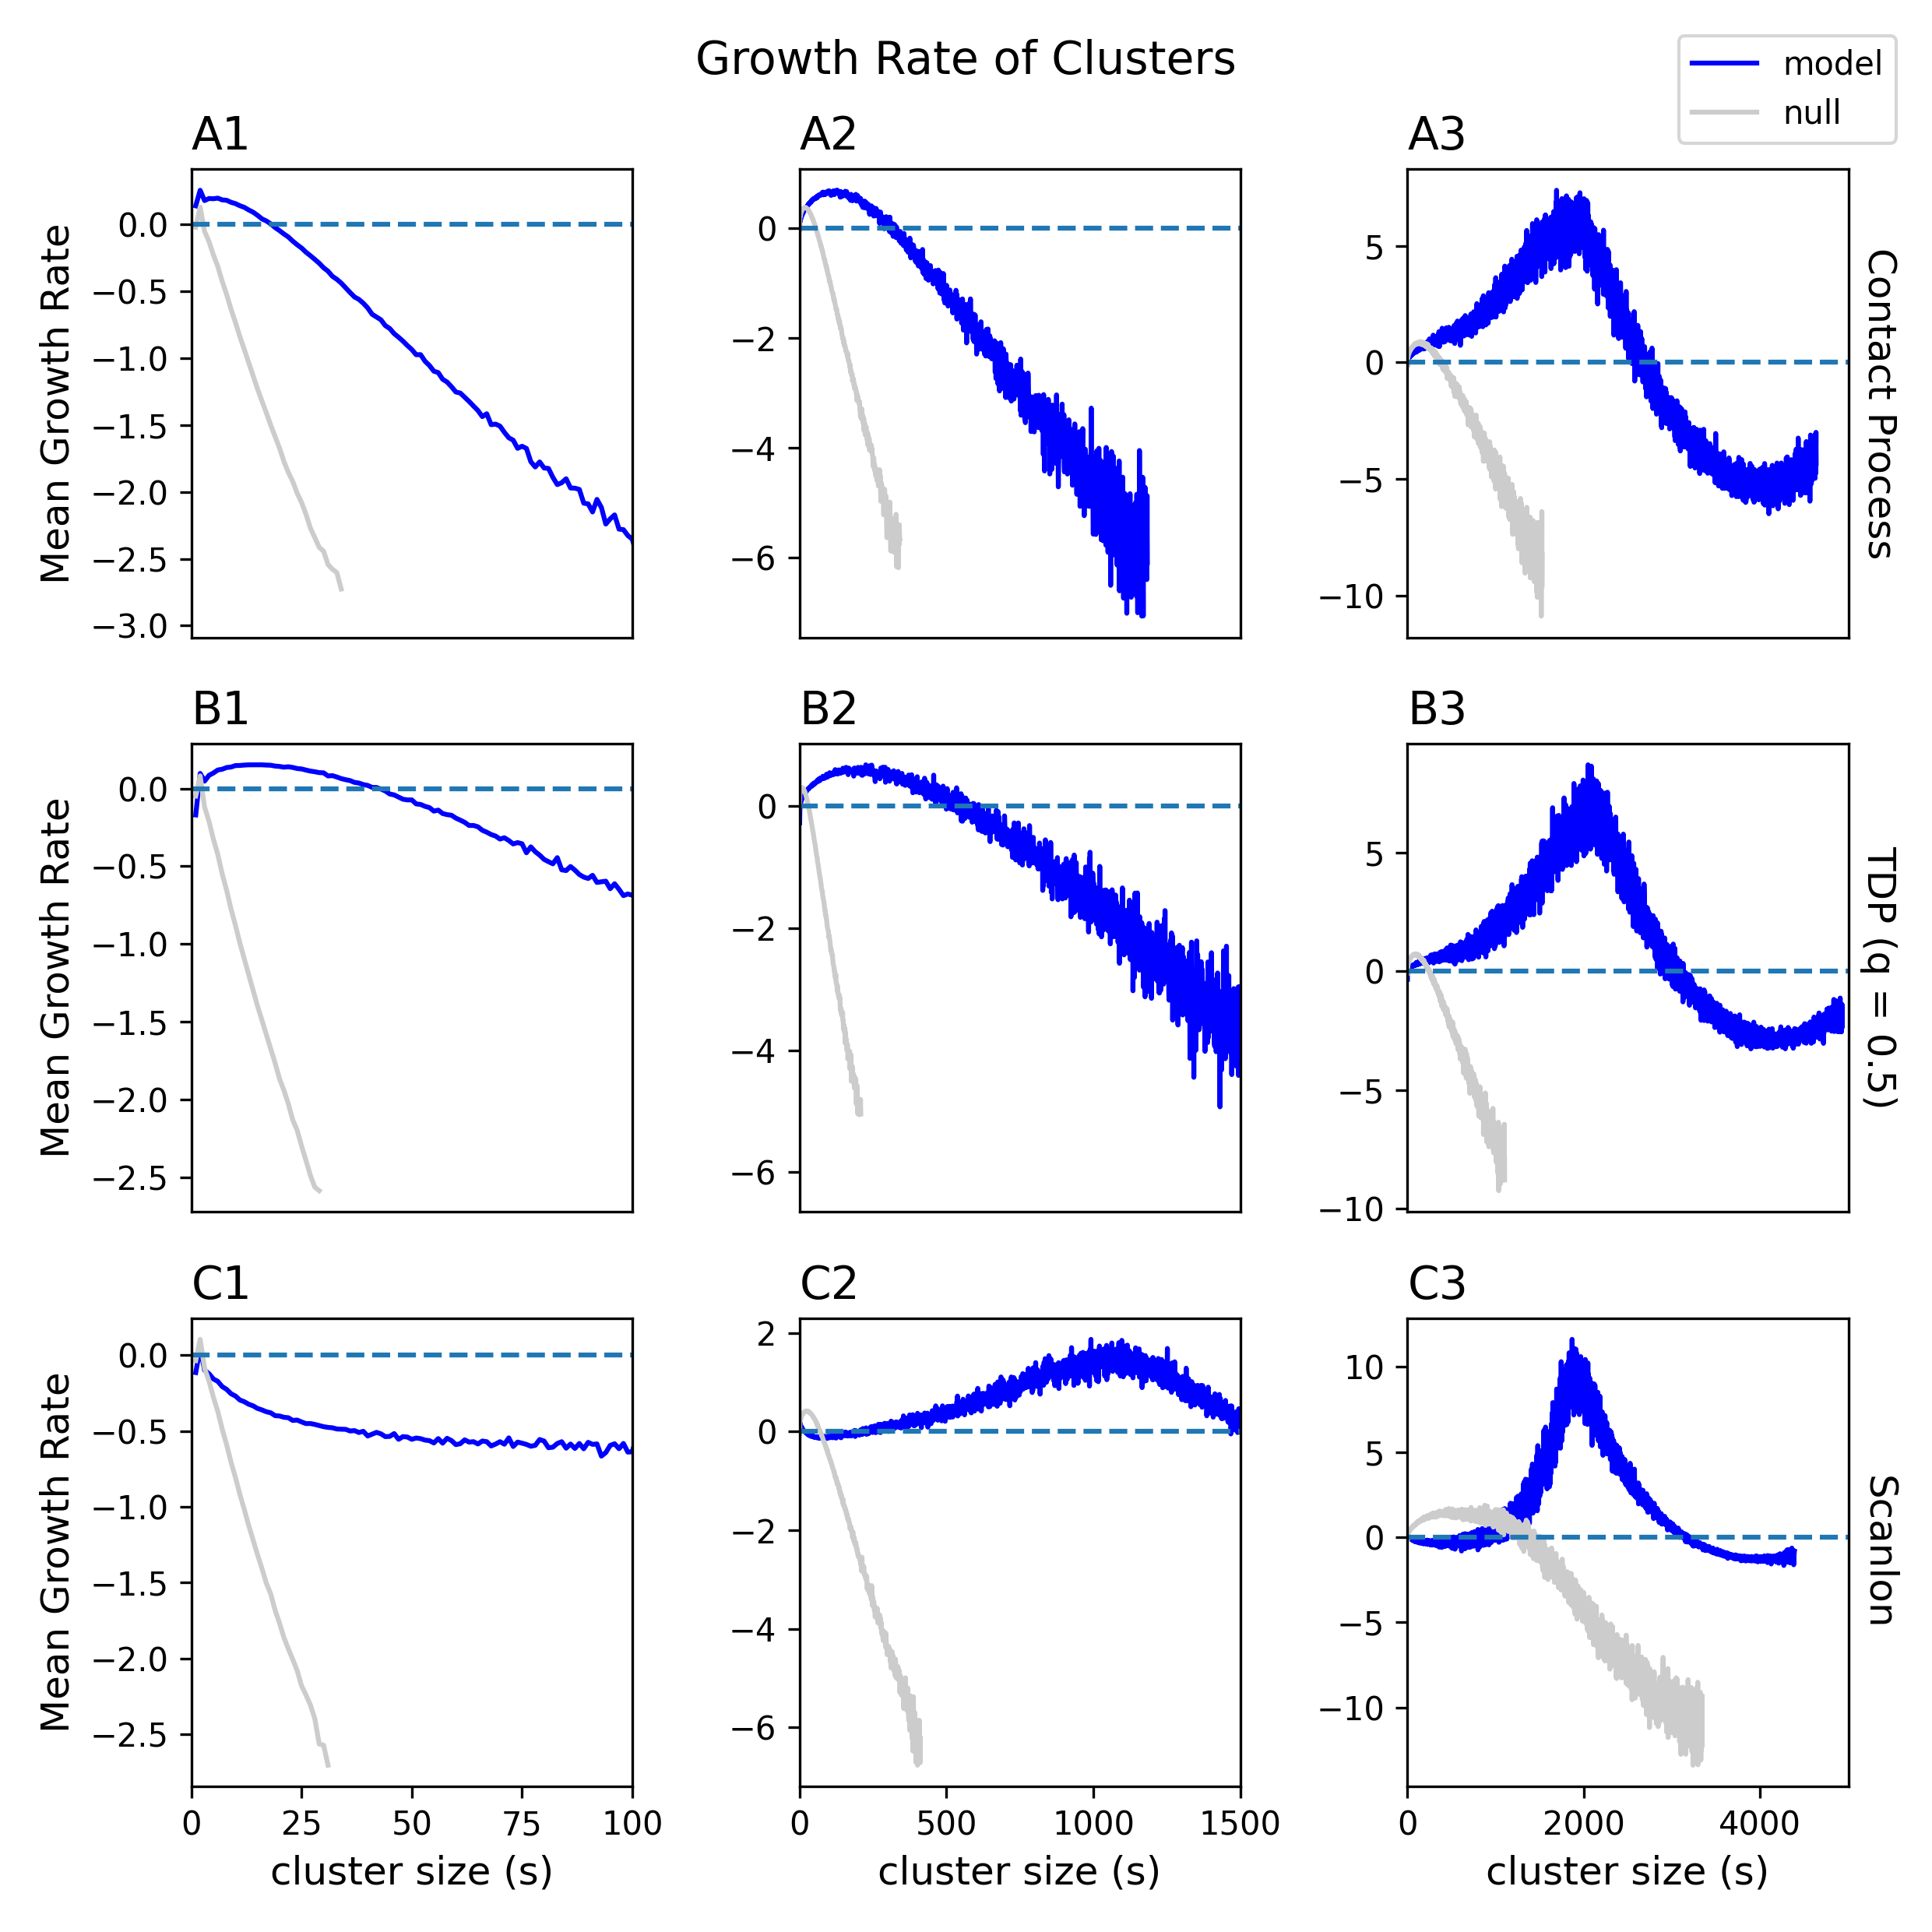 Growth Rate of Clusters
model
null
A1
A2
A3
Mean Growth Rate
0.0
−0.5
−1.0
−1.5
−2.0
−2.5
−3.0
0
−2
−4
−6
5
0
−5
−10
Contact Process
B1
B2
B3
Mean Growth Rate
0.0
−0.5
−1.0
−1.5
−2.0
−2.5
0
−2
−4
−6
5
0
−5
−10
TDP (q = 0.5)
C1
C2
C3
Mean Growth Rate
0.0
−0.5
−1.0
−1.5
−2.0
−2.5
2
0
−2
−4
−6
10
5
0
−5
−10
Scanlon
0 25 50 75 100
0 500 1000 1500
0 2000 4000
cluster size (s)
cluster size (s)
cluster size (s)